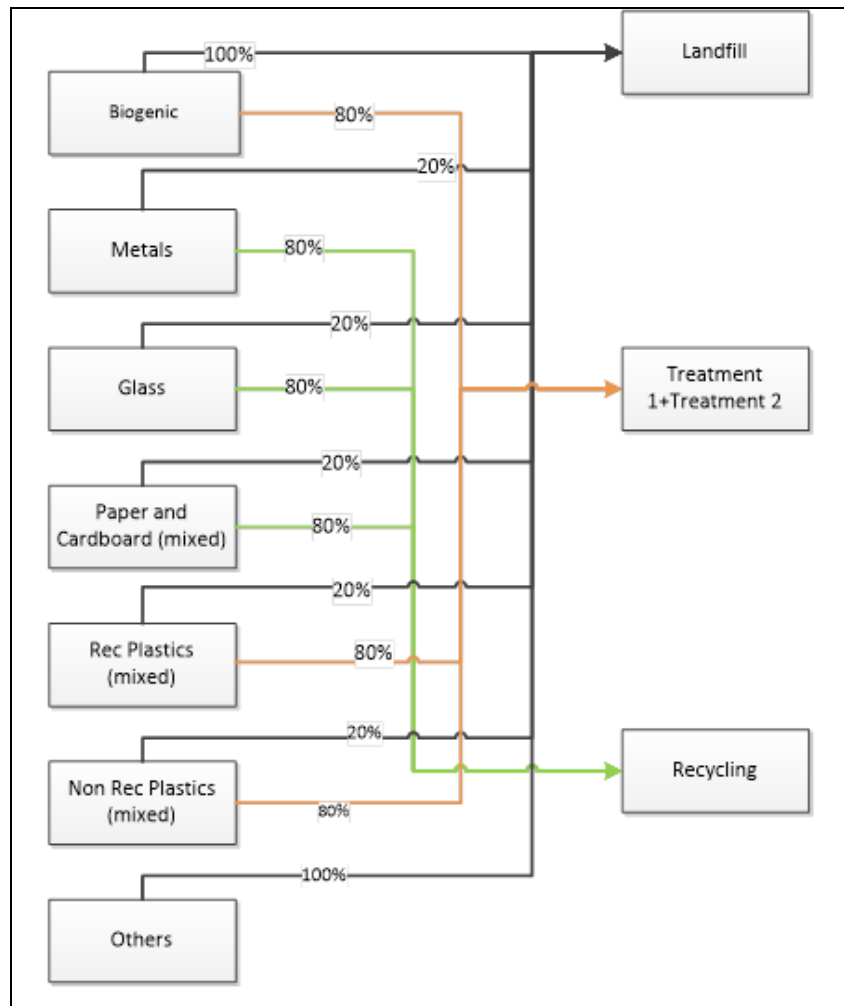 100%
Landfill
Biogenic
80%
20%
Metals
80%
20%
Glass
80%
Treatment
1+Treatment 2
20%
Paper and
Cardboard (mixed)
80%
20%
Rec Plastics
(mixed)
80%
20%
Non Rec Plastics
(mixed)
80%
Recycling
100%
Others